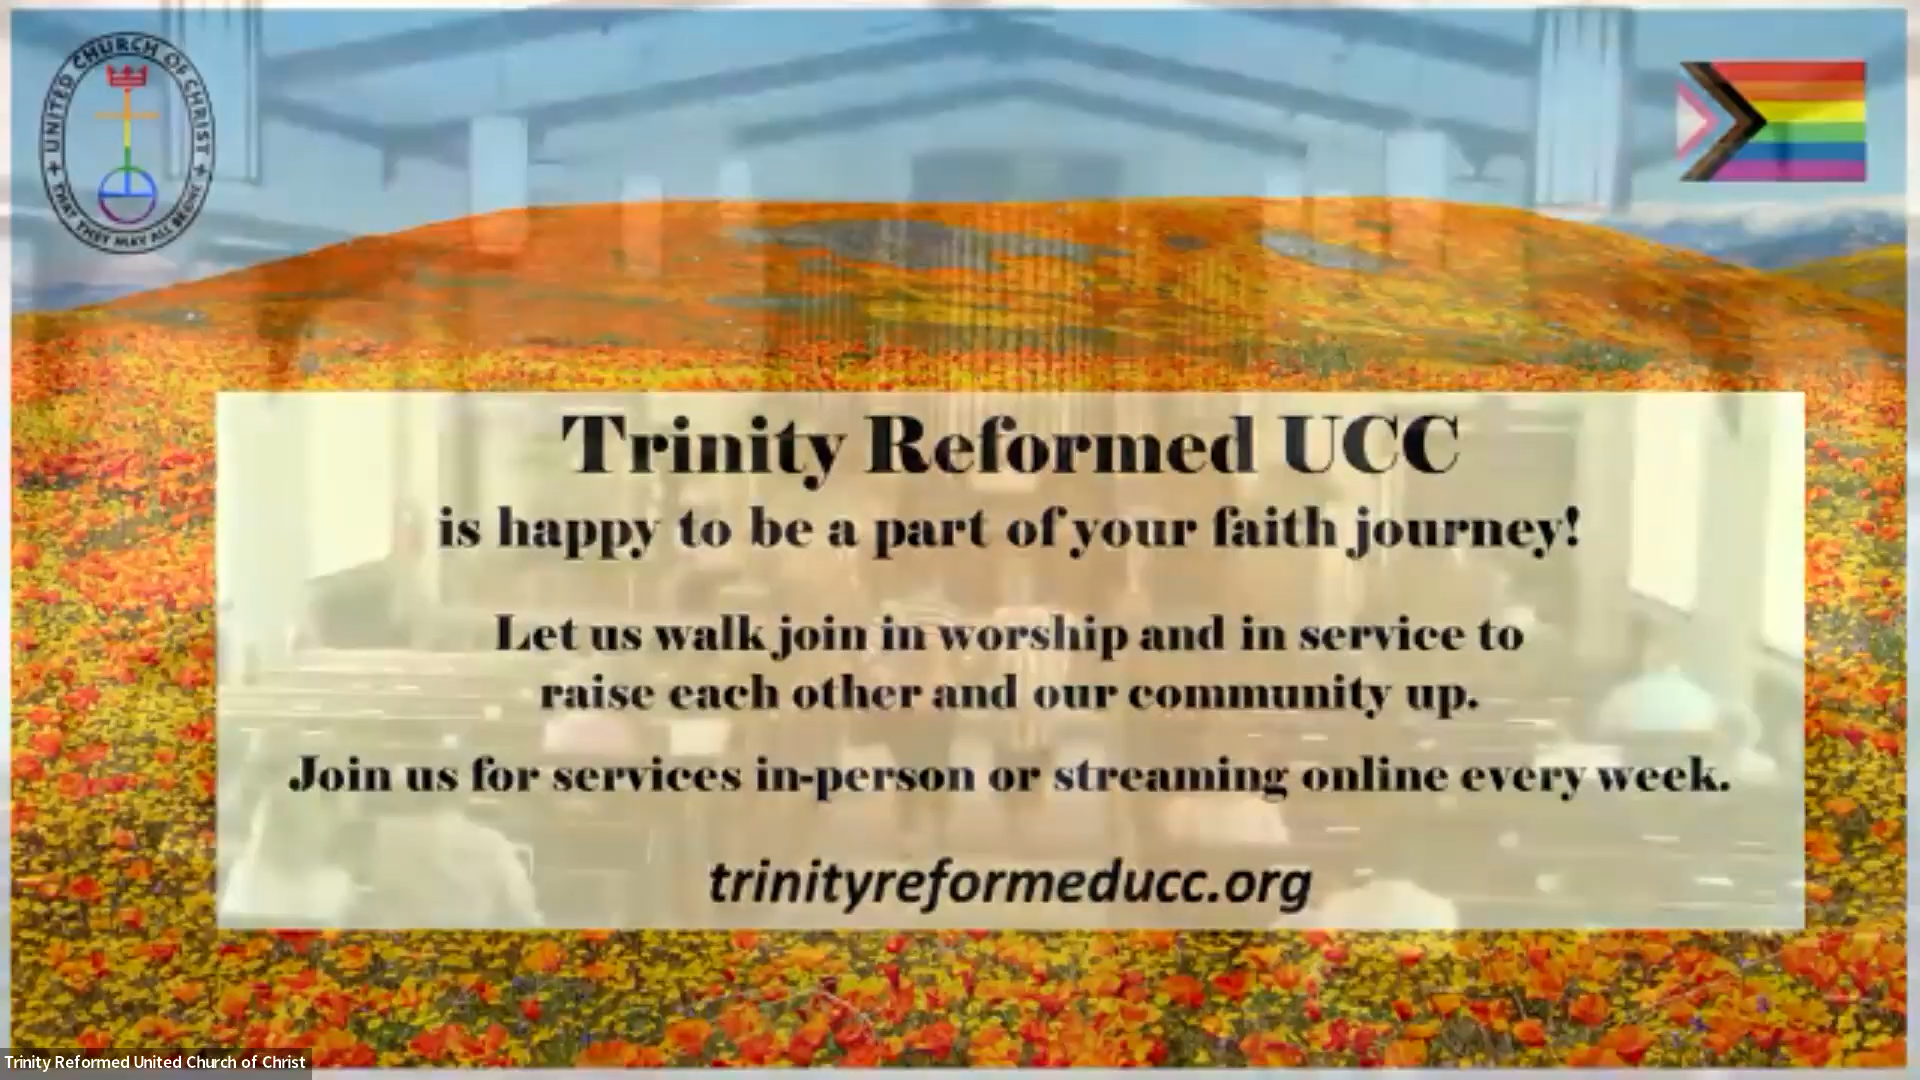 UNITED CHURCH OF CHRIST
THAT THEY MAY ALL BE ONE
Trinity Reformed UCC
is happy to be a part of your faith journey!
Let us walk join in worship and in service to
raise each other and our community up.
Join us for services in-person or streaming online every week.
trinityreformeducc.org
Trinity Reformed United Church of Christ